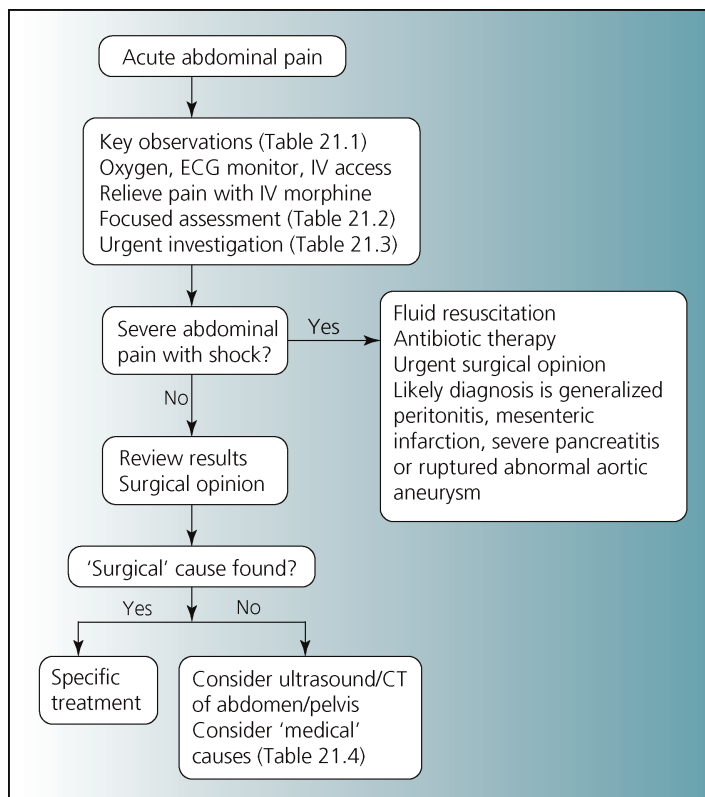 Acute abdominal pain
Key observations (Table 21.1)
Oxygen, ECG monitor, IV access
Relieve pain with IV morphine
Focused assessment (Table 21.2)
Urgent investigation (Table 21.3)
Severe abdominal
pain with shock?
Yes
Fluid resuscitation
Antibiotic therapy
Urgent surgical opinion
Likely diagnosis is generalized
peritonitis, mesenteric
infarction, severe pancreatitis
or ruptured abnormal aortic
aneurysm
No
Review results
Surgical opinion
‘Surgical’ cause found?
Yes
No
Specific
treatment
Consider ultrasound/CT
of abdomen/pelvis
Consider ‘medical‘
causes (Table 21.4)